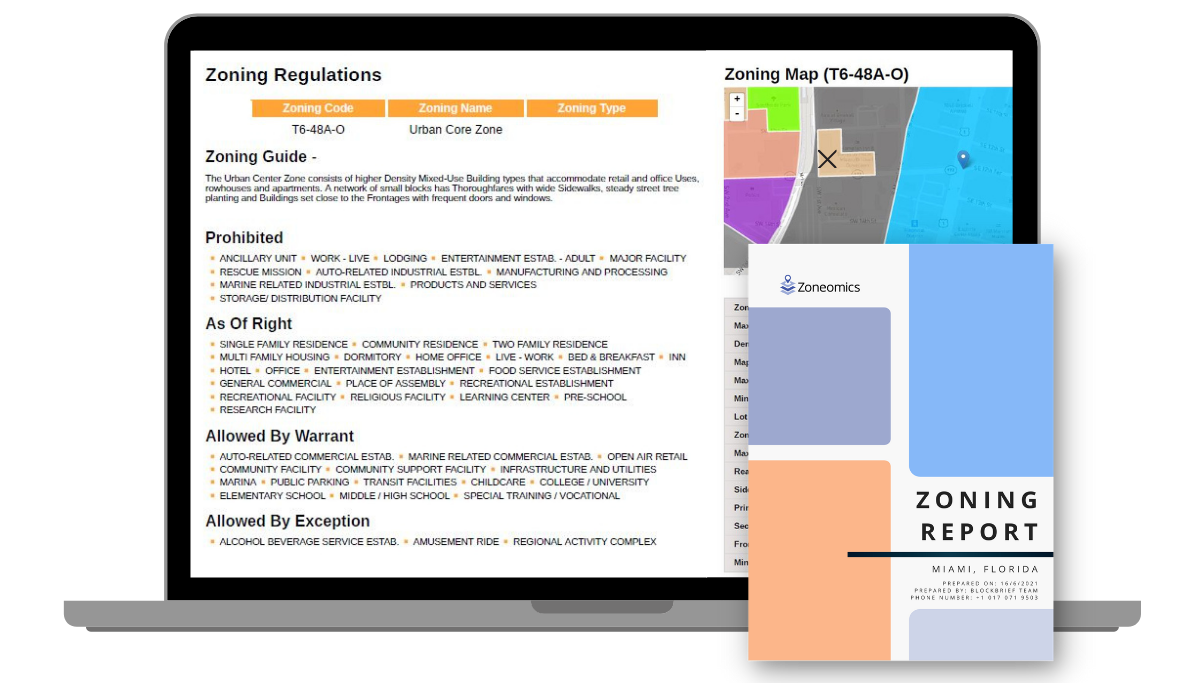 Zoning Regulations
Zoning Code Zoning Name Zoning Type
T6-48A-O Urban Core Zone
Zoning Guide -
The Urban Center Zone consists of higher Density Mixed-Use Building types that accommodate retail and office Uses,
rowhouses and apartments. A network of small blocks has Thoroughfares with wide Sidewalks, steady street tree
planting and Buildings set close to the Frontages with frequent doors and windows.
Prohibited
▪ ANCILLARY UNIT ▪ WORK - LIVE ▪ LODGING ▪ ENTERTAINMENT ESTAB. - ADULT ▪ MAJOR FACILITY
▪ RESCUE MISSION ▪ AUTO-RELATED INDUSTRIAL ESTBL. ▪ MANUFACTURING AND PROCESSING
▪ MARINE RELATED INDUSTRIAL ESTBL. ▪ PRODUCTS AND SERVICES
▪ STORAGE/ DISTRIBUTION FACILITY
As Of Right
▪ SINGLE FAMILY RESIDENCE ▪ COMMUNITY RESIDENCE ▪ TWO FAMILY RESIDENCE
▪ MULTI FAMILY HOUSING ▪ DORMITORY ▪ HOME OFFICE ▪ LIVE - WORK ▪ BED & BREAKFAST ▪ INN
▪ HOTEL ▪ OFFICE ▪ ENTERTAINMENT ESTABLISHMENT ▪ FOOD SERVICE ESTABLISHMENT
▪ GENERAL COMMERCIAL ▪ PLACE OF ASSEMBLY ▪ RECREATIONAL ESTABLISHMENT
▪ RECREATIONAL FACILITY ▪ RELIGIOUS FACILITY ▪ LEARNING CENTER ▪ PRE-SCHOOL
▪ RESEARCH FACILITY
Allowed By Warrant
▪ AUTO-RELATED COMMERCIAL ESTAB. ▪ MARINE RELATED COMMERCIAL ESTAB. ▪ OPEN AIR RETAIL
▪ COMMUNITY FACILITY ▪ COMMUNITY SUPPORT FACILITY ▪ INFRASTRUCTURE AND UTILITIES
▪ MARINA ▪ PUBLIC PARKING ▪ TRANSIT FACILITIES ▪ CHILDCARE ▪ COLLEGE / UNIVERSITY
▪ ELEMENTARY SCHOOL ▪ MIDDLE / HIGH SCHOOL ▪ SPECIAL TRAINING / VOCATIONAL
Allowed By Exception
▪ ALCOHOL BEVERAGE SERVICE ESTAB. ▪ AMUSEMENT RIDE ▪ REGIONAL ACTIVITY COMPLEX
Zoning Map (T6-48A-O)
+
-
Zon
Max
Den
Map
Max
Min
Lot
Zon
Max
Rea
Side
Prin
Sec
Fro
Min
Zoneomics
ZONING
REPORT
MIAMI, FLORIDA
PREPARED ON: 16/6/2021
PREPARED BY: BLOCKBRIEF TEAM
PHONE NUMBER: +1 017 071 9503